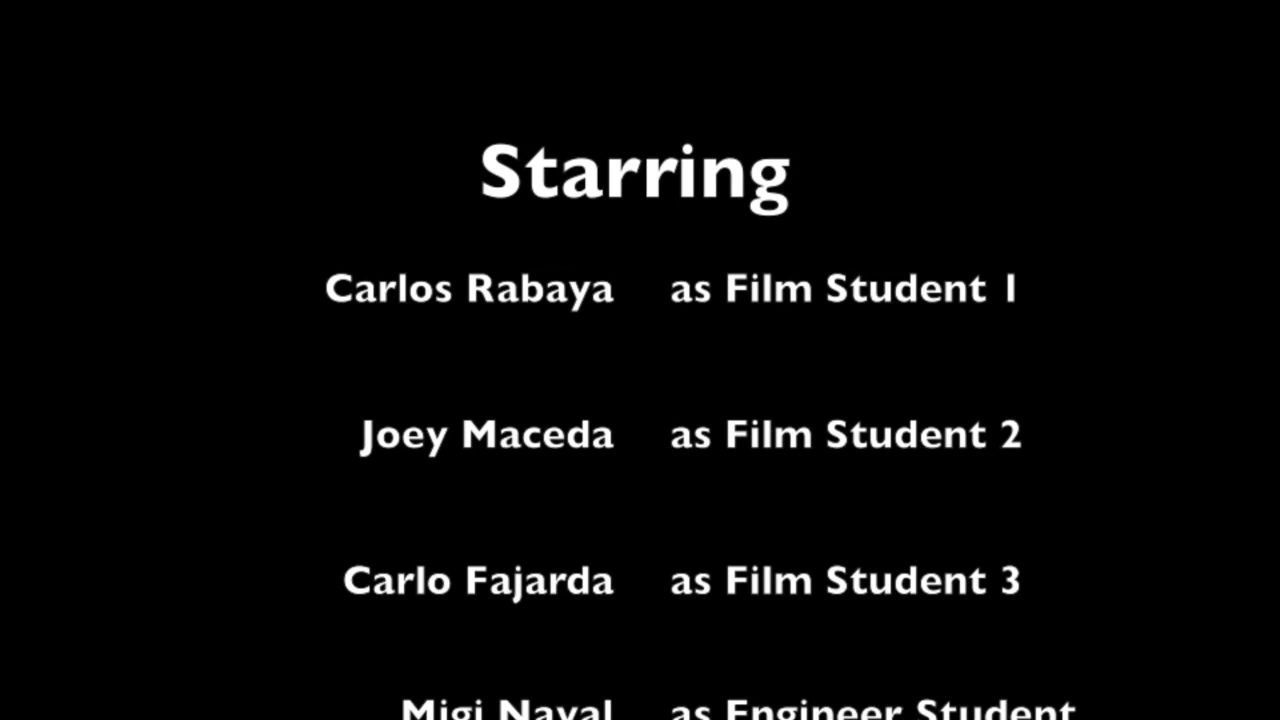 Starring
Carlos Rabaya as Film Student 1
Joey Maceda as Film Student 2
Carlo Fajarda as Film Student 3
Migi Naval as Engineer Student